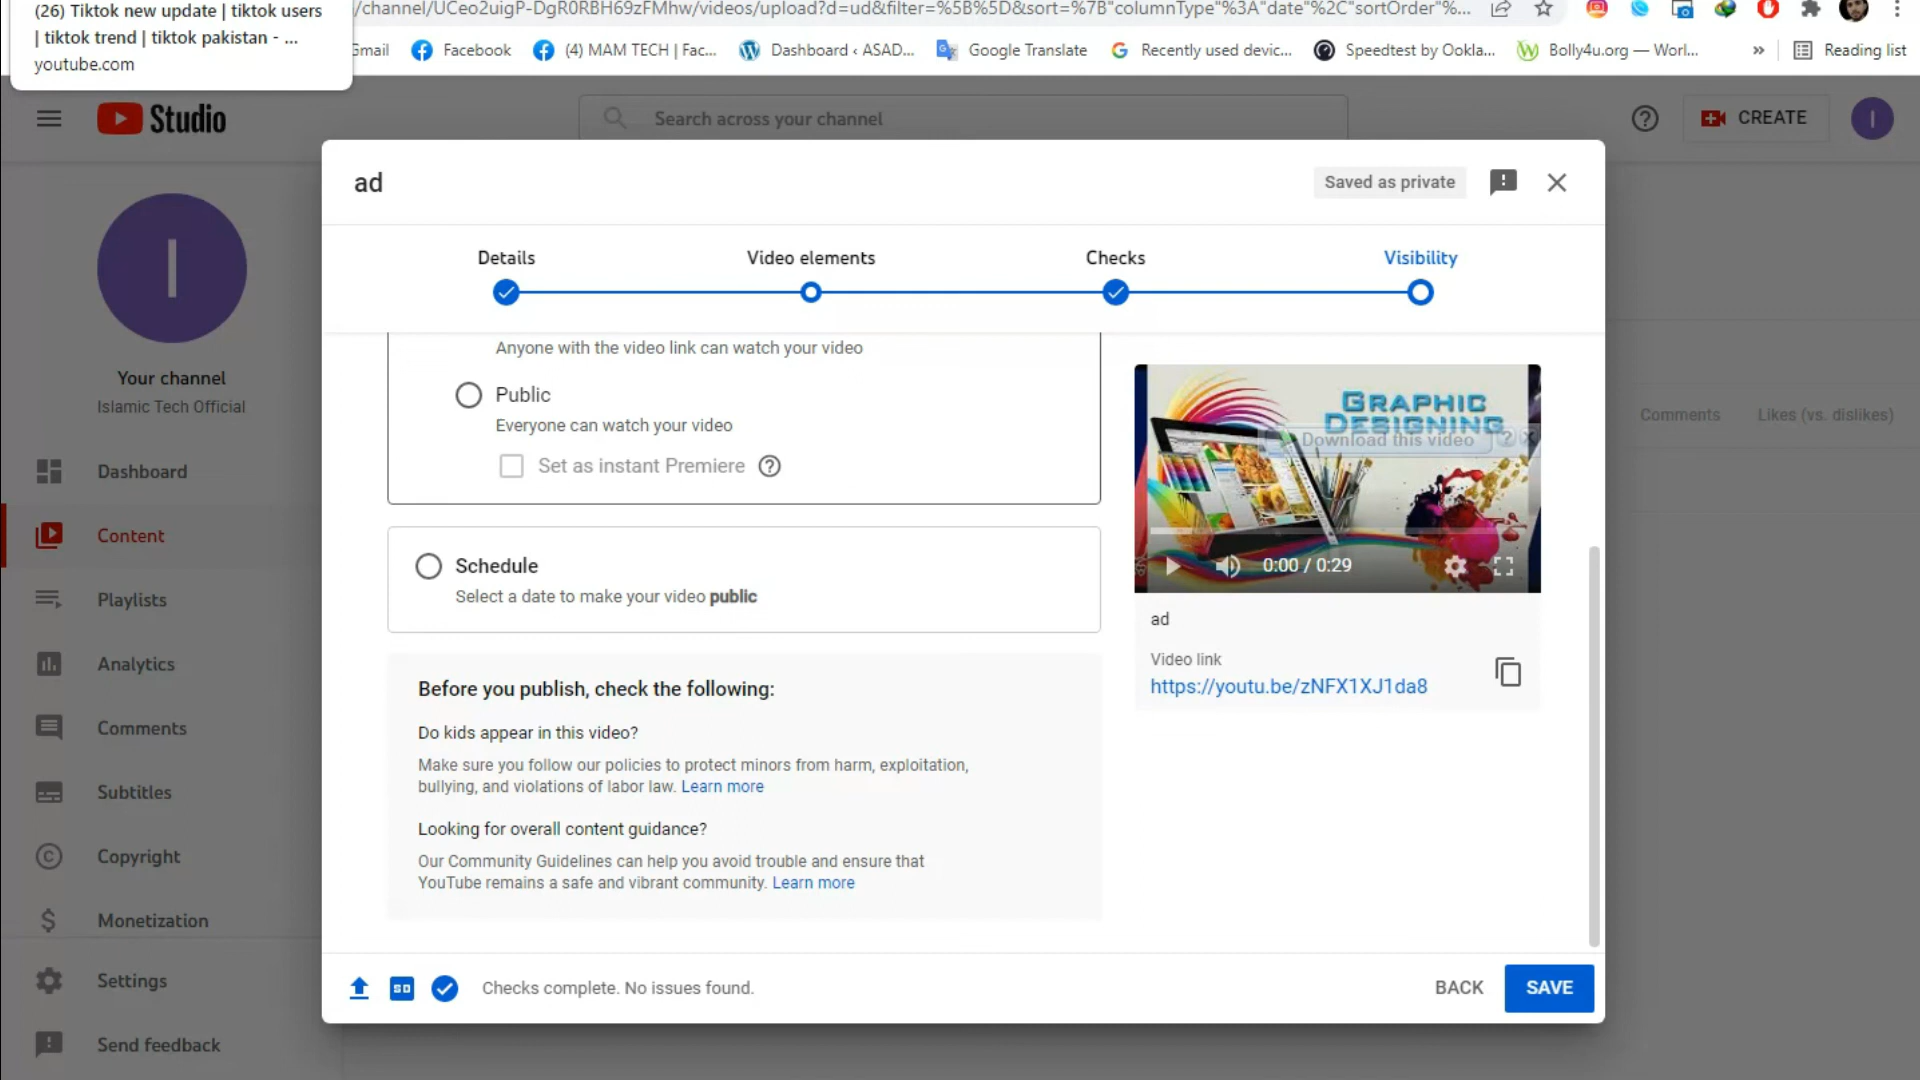 (26) Tiktok new update | tiktok users
| tiktok trend | tiktok pakistan - ...
youtube.com
/channel/UCeo2uigP-DgR0RBH69zFMhw/videos/upload?d=ud&filter=%5B%5D&sort=%7B"columnType"%3A"date"%2C"sortOrder"%...
Gmail
Facebook
(4) MAM TECH | Fac...
Dashboard ‹ ASAD...
Google Translate
Recently used devic...
Speedtest by Ookla...
Bolly4u.org — Worl...
»
Reading list
Studio
Search across your channel
CREATE
I
I
Your channel
Islamic Tech Official
Dashboard
Content
Playlists
Analytics
Comments
Subtitles
Copyright
Monetization
Settings
Send feedback
ad
Saved as private
Details
Video elements
Checks
Visibility
Anyone with the video link can watch your video
Public
Everyone can watch your video
Set as instant Premiere
Schedule
Select a date to make your video public
Before you publish, check the following:
Do kids appear in this video?
Make sure you follow our policies to protect minors from harm, exploitation,
bullying, and violations of labor law. Learn more
Looking for overall content guidance?
Our Community Guidelines can help you avoid trouble and ensure that
YouTube remains a safe and vibrant community. Learn more
GRAPHIC
DESIGNING
Download this video
0:00 / 0:29
ad
Video link
https://youtu.be/zNFX1XJ1da8
Comments
Likes (vs. dislikes)
SD
Checks complete. No issues found.
BACK
SAVE